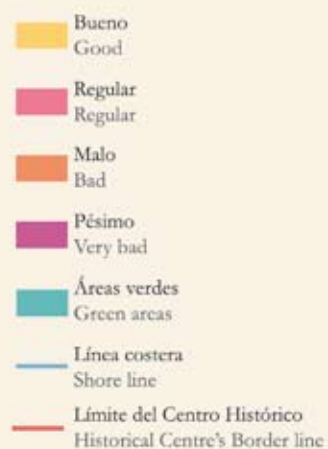 Bueno
Good
Regular
Regular
Malo
Bad
Pésimo
Very bad
Áreas verdes
Green areas
Línea costera
Shore line
Límite del Centro Histórico
Historical Centre's Border line